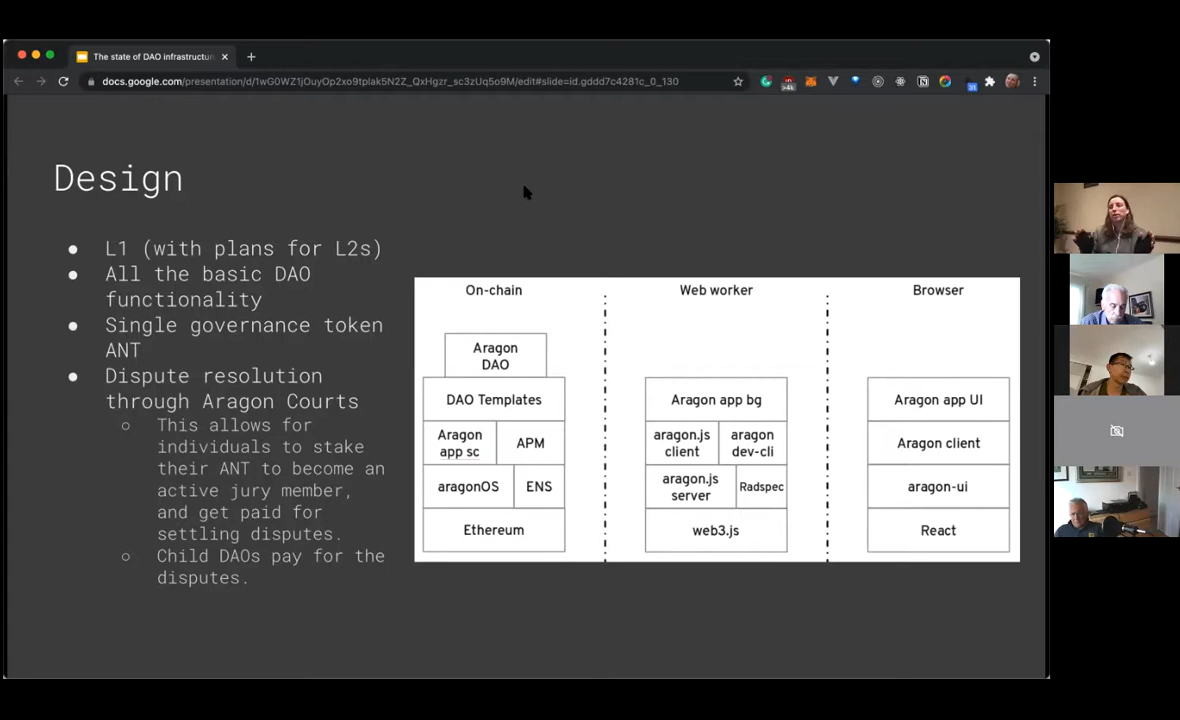 The state of DAO infrastructur
docs.google.com/presentation/d/1wG0WZ1jOuyOp2xo9tplak5N2Z_QxHgzr_sc3zUq5o9M/edit#slide=id.gddd7c4281c_0_130
>4k
31
Design
L1 (with plans for L2s)
All the basic DAO
functionality
Single governance token
ANT
Dispute resolution
through Aragon Courts
This allows for
individuals to stake
their ANT to become an
active jury member,
and get paid for
settling disputes.
Child DAOs pay for the
disputes.
On-chain
Aragon
DAO
DAO Templates
Aragon
app sc
APM
aragonOS
ENS
Ethereum
Web worker
Aragon app bg
aragon.js
client
aragon
dev-cli
aragon.js
server
Radspec
web3.js
Browser
Aragon app UI
Aragon client
aragon-ui
React